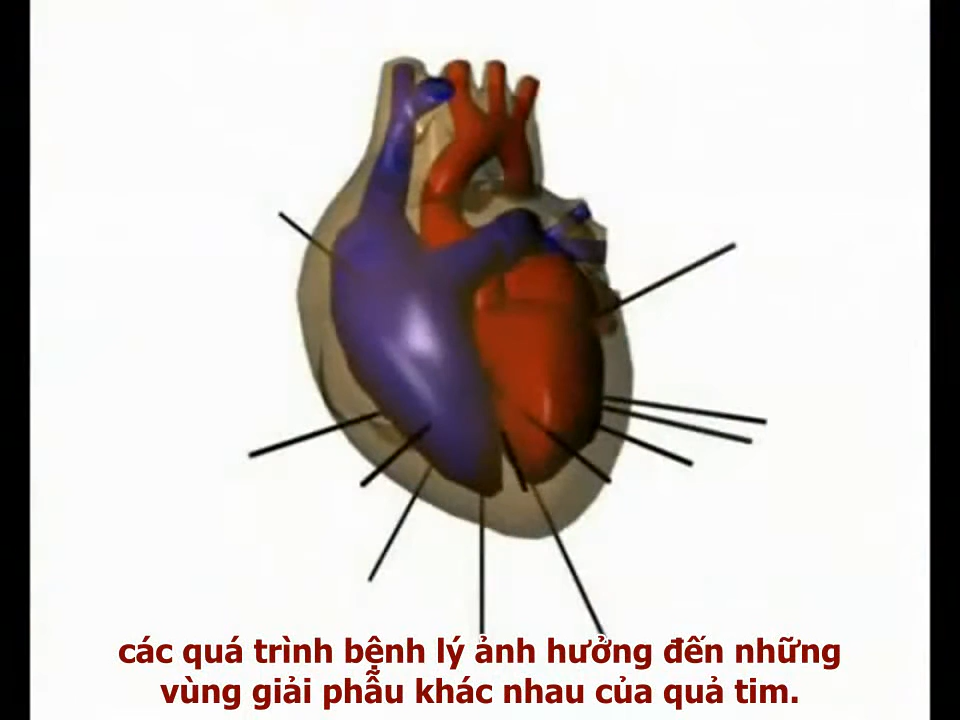 các quá trình bệnh lý ảnh hưởng đến những
vùng giải phẫu khác nhau của quả tim.